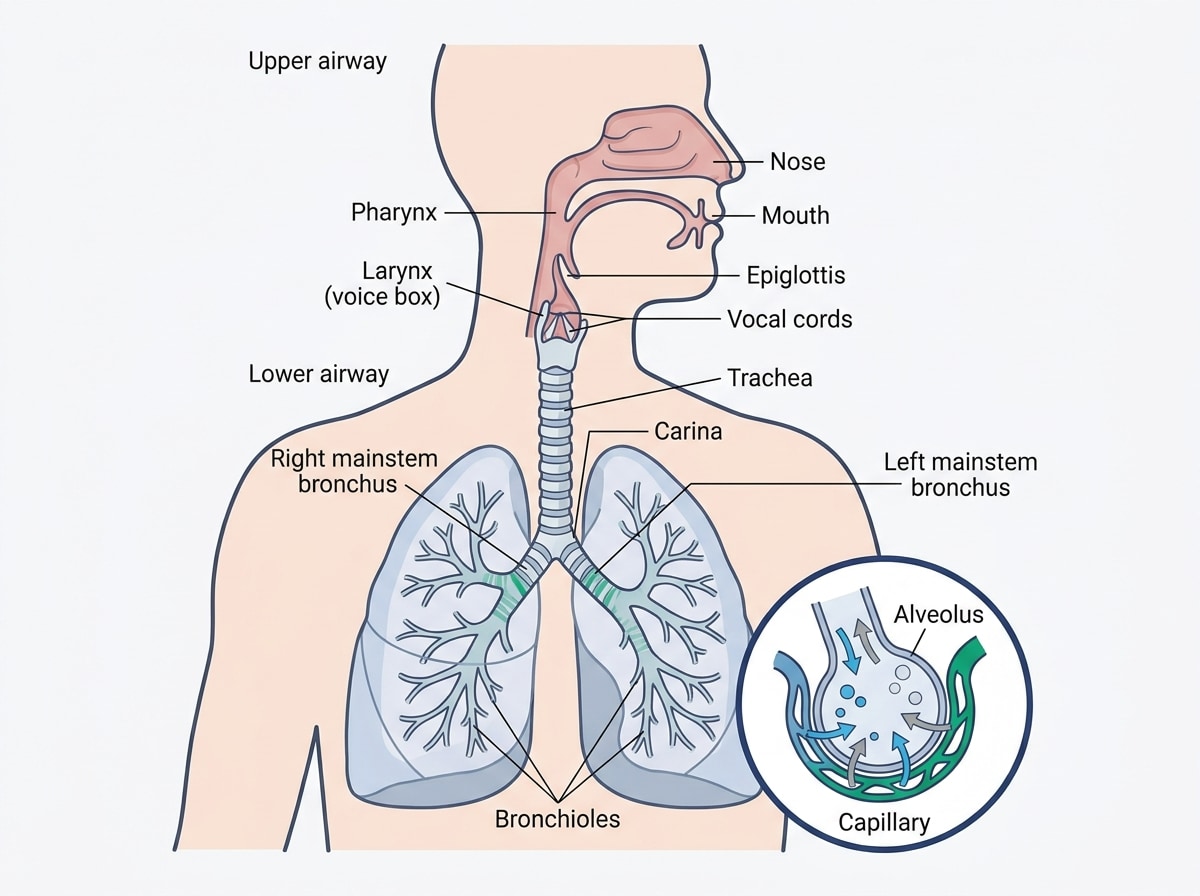 Upper airway
Nose
Pharynx
Mouth
Larynx
(voice box)
Epiglottis
Vocal cords
Lower airway
Trachea
Carina
Right mainstem
bronchus
Left mainstem
bronchus
Alveolus
Bronchioles
Capillary